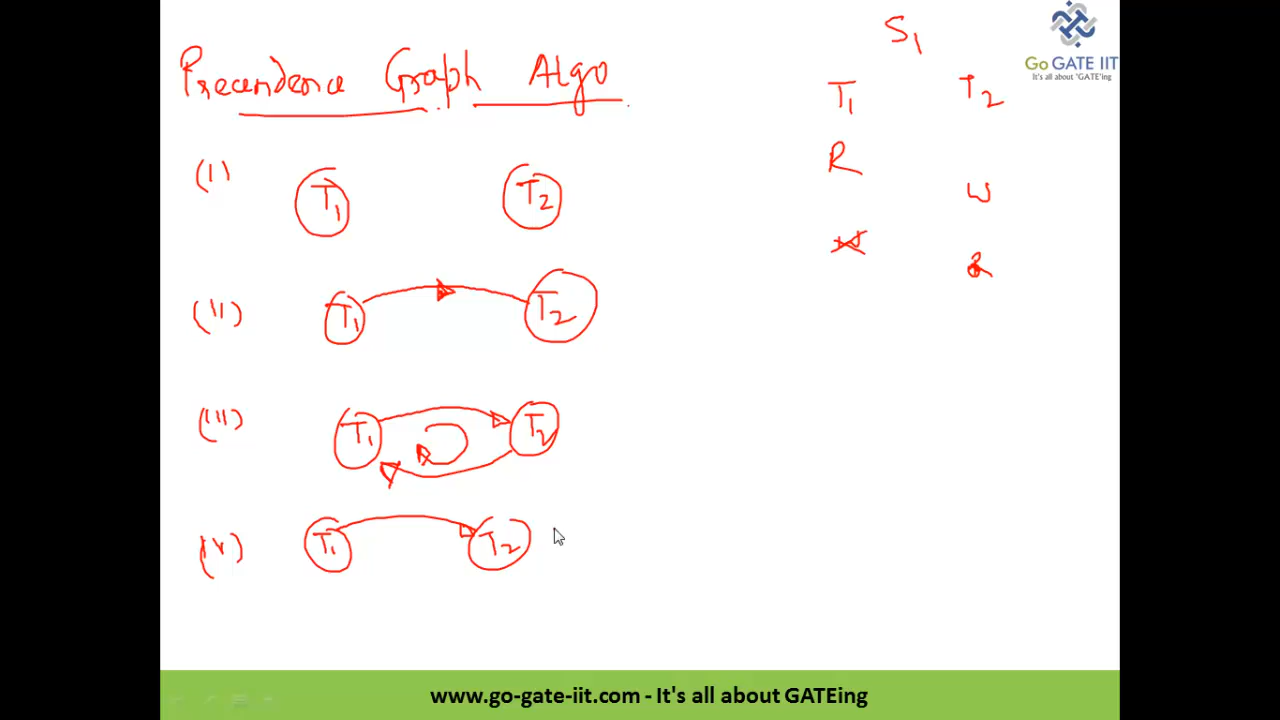 Precendence Graph Algo
(I) T1 T2
(II) T1 T2
(III) T1 T2
(IV) T1 T2
S1
T1 T2
R
W
W
R
Go GATE IIT
It's all about 'GATE'ing
www.go-gate-iit.com - It's all about GATEing